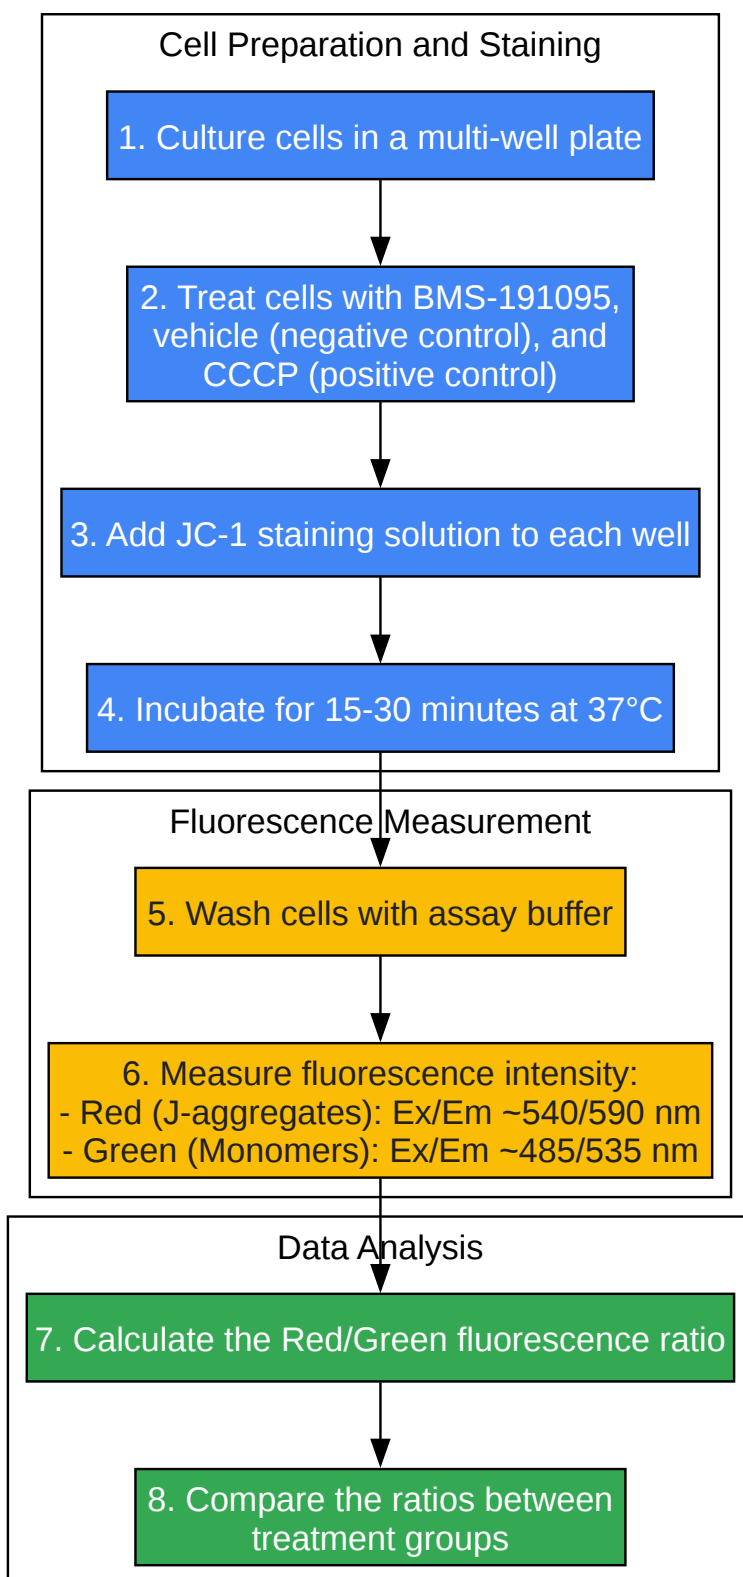 Cell Preparation and Staining
1. Culture cells in a multi-well plate
2. Treat cells with BMS-191095,
vehicle (negative control), and
CCCP (positive control)
3. Add JC-1 staining solution to each well
4. Incubate for 15-30 minutes at 37°C
Fluorescence Measurement
5. Wash cells with assay buffer
6. Measure fluorescence intensity:
- Red (J-aggregates): Ex/Em ~540/590 nm
- Green (Monomers): Ex/Em ~485/535 nm
Data Analysis
7. Calculate the Red/Green fluorescence ratio
8. Compare the ratios between
treatment groups